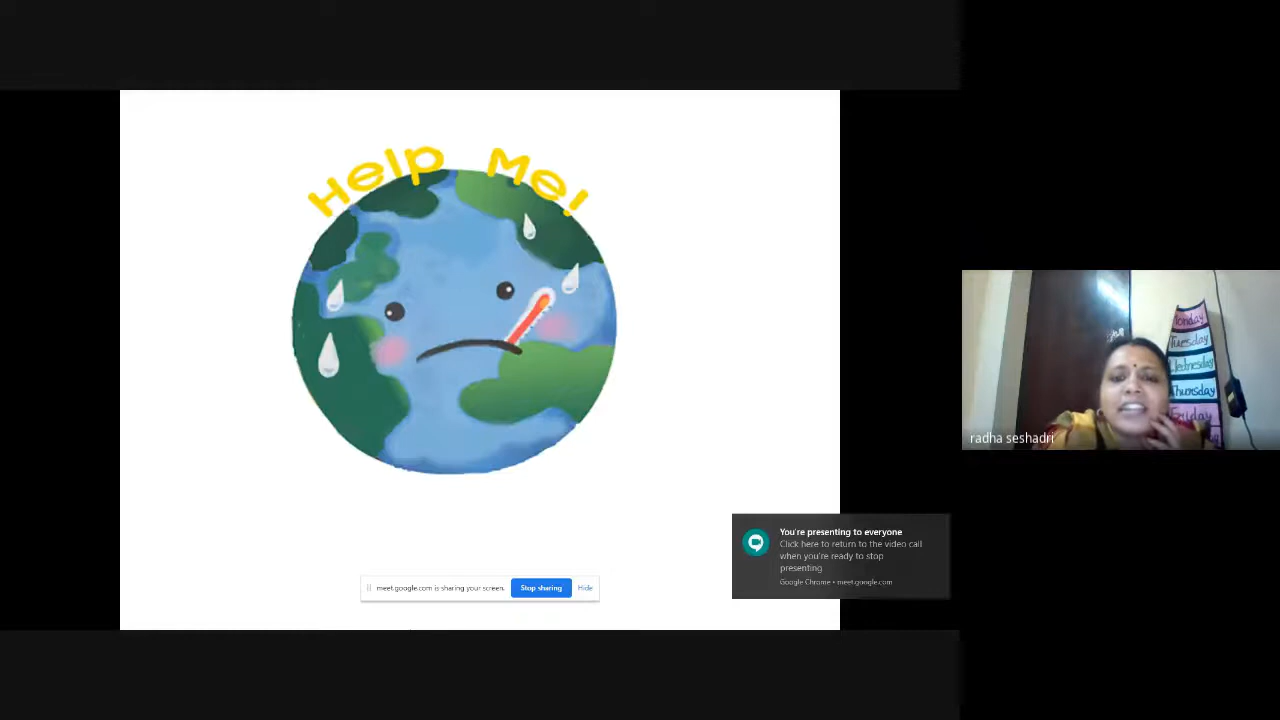 Help Me!
You're presenting to everyone
Click here to return to the video call
when you're ready to stop
presenting
Google Chrome • meet.google.com
meet.google.com is sharing your screen.
Stop sharing
Hide
Monday
Tuesday
Wednesday
Thursday
Friday
radha seshadri